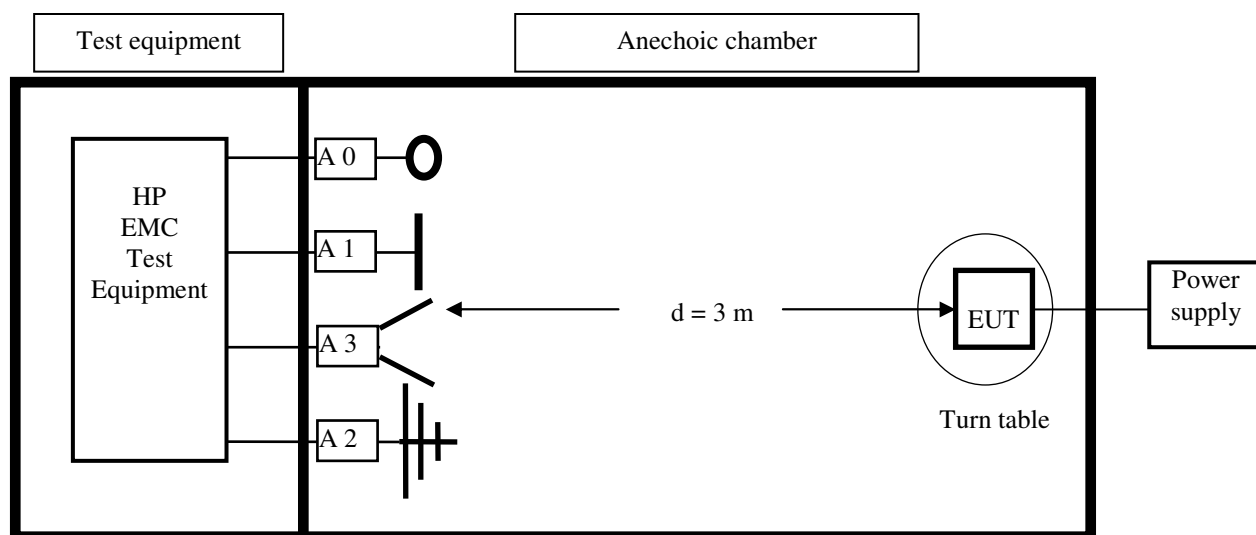 Test equipment
Anechoic chamber
A 0
HP
EMC
Test
Equipment
A 1
A 3
d = 3 m
EUT
Power
supply
A 2
Turn table